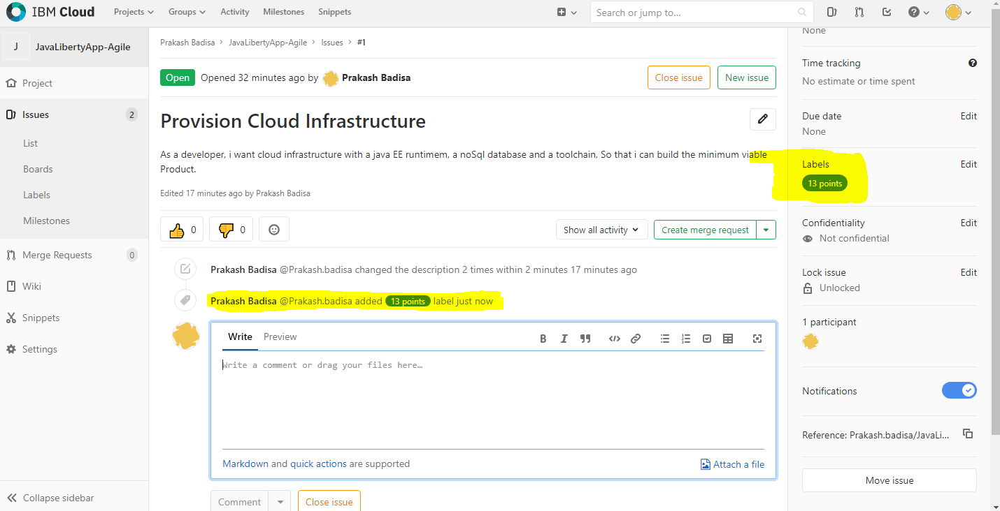 IBM Cloud Projects Groups Activity Milestones Snippets Search or jump to...
J JavaLibertyApp-Agile
Project
Issues 2
List
Boards
Labels
Milestones
Merge Requests 0
Wiki
Snippets
Settings
Collapse sidebar
Prakash Badisa > JavaLibertyApp-Agile > Issues > #1
Open Opened 32 minutes ago by Prakash Badisa Close issue New issue
Provision Cloud Infrastructure
As a developer, i want cloud infrastructure with a java EE runtimem, a noSql database and a toolchain, So that i can build the minimum viable
Product.
Edited 17 minutes ago by Prakash Badisa
0 0 Show all activity Create merge request
Prakash Badisa @Prakash.badisa changed the description 2 times within 2 minutes 17 minutes ago
Prakash Badisa @Prakash.badisa added 13 points label just now
Write Preview
Write a comment or drag your files here…
Markdown and quick actions are supported Attach a file
Comment Close issue
None
Time tracking
No estimate or time spent
Due date Edit
None
Labels Edit
13 points
Confidentiality Edit
Not confidential
Lock issue Edit
Unlocked
1 participant
Notifications
Reference: Prakash.badisa/JavaLi...
Move issue